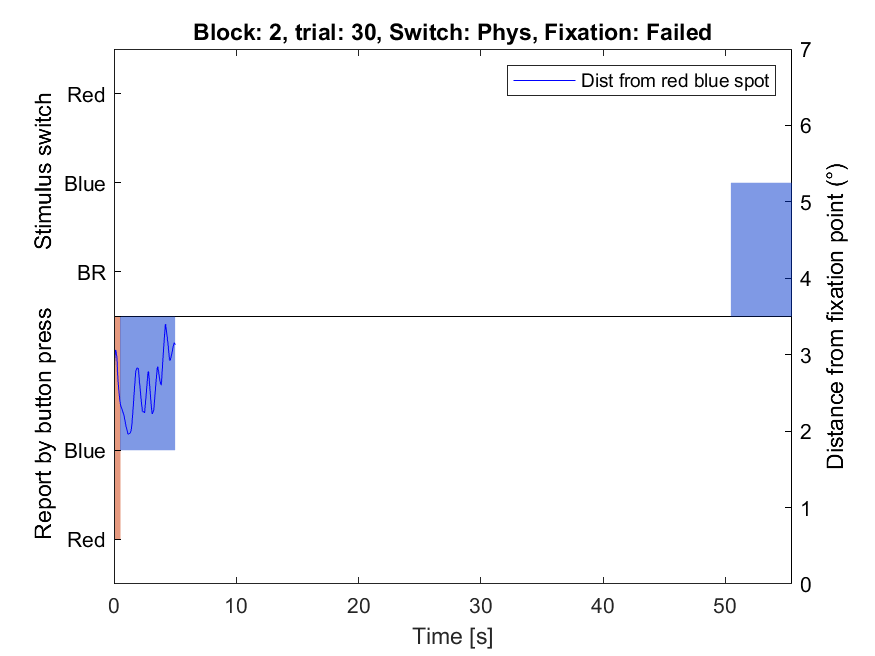 Block: 2, trial: 30, Switch: Phys, Fixation: Failed
Dist from red blue spot
Stimulus switch
Red
Blue
BR
Report by button press
Blue
Red
7
6
5
4
3
2
1
0
Distance from fixation point (°)
0 10 20 30 40 50
Time [s]